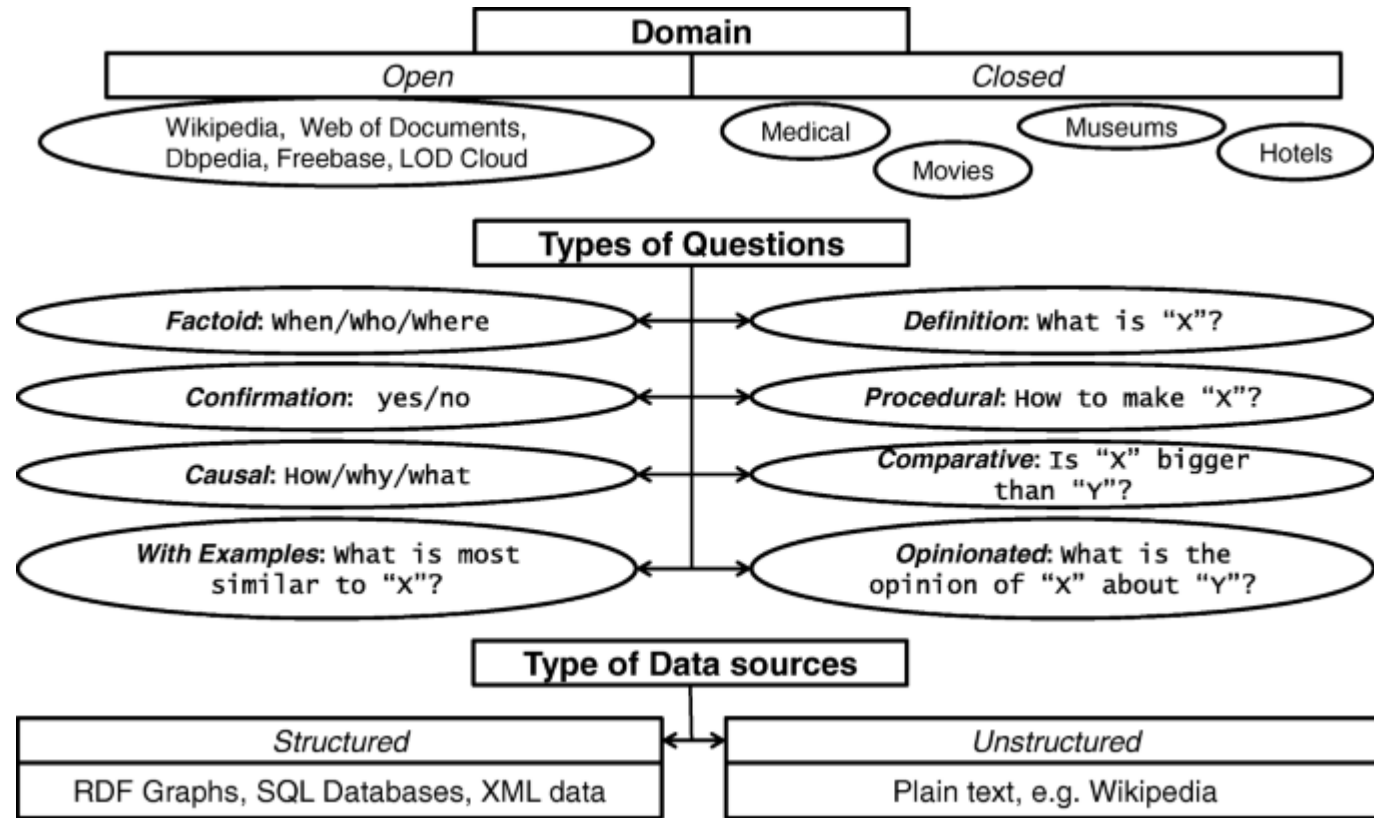 Domain
Open
Closed
Wikipedia, Web of Documents,
Dbpedia, Freebase, LOD Cloud
Medical
Movies
Museums
Hotels
Types of Questions
Factoid: When/Who/Where
Definition: What is “X”?
Confirmation: yes/no
Procedural: How to make “X”?
Causal: How/why/what
Comparative: Is “X” bigger
than “Y”?
With Examples: What is most
similar to “X”?
Opinionated: What is the
opinion of “X” about “Y”?
Type of Data sources
Structured
Unstructured
RDF Graphs, SQL Databases, XML data
Plain text, e.g. Wikipedia